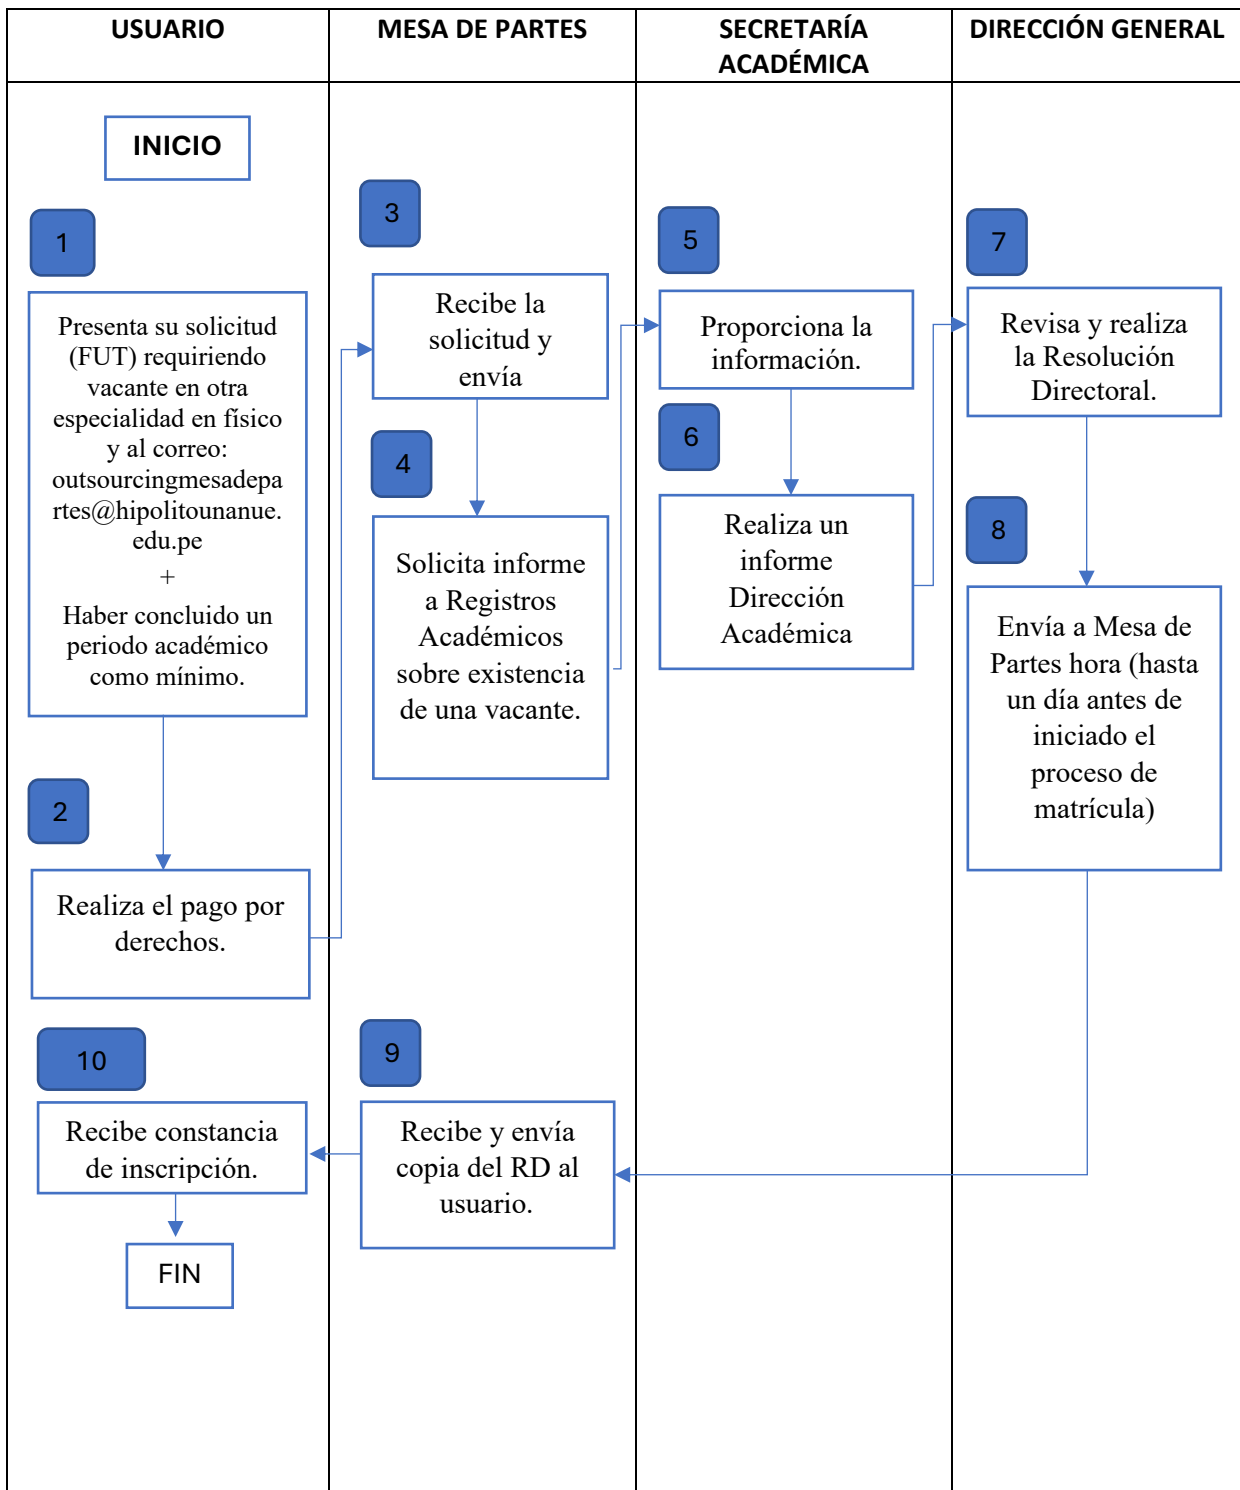 USUARIO
MESA DE PARTES
SECRETARÍA
ACADÉMICA
DIRECCIÓN GENERAL
INICIO
1
Presenta su solicitud
(FUT) requiriendo
vacante en otra
especialidad en físico
y al correo:
outsourcingmesadepa
rtes@hipolitounanue.
edu.pe
+
Haber concluido un
periodo académico
como mínimo.
2
Realiza el pago por
derechos.
3
Recibe la
solicitud y
envía
4
Solicita informe
a Registros
Académicos
sobre existencia
de una vacante.
5
Proporciona la
información.
6
Realiza un
informe
Dirección
Académica
7
Revisa y realiza
la Resolución
Directoral.
8
Envía a Mesa de
Partes hora (hasta
un día antes de
iniciado el
proceso de
matrícula)
9
Recibe y envía
copia del RD al
usuario.
10
Recibe constancia
de inscripción.
FIN